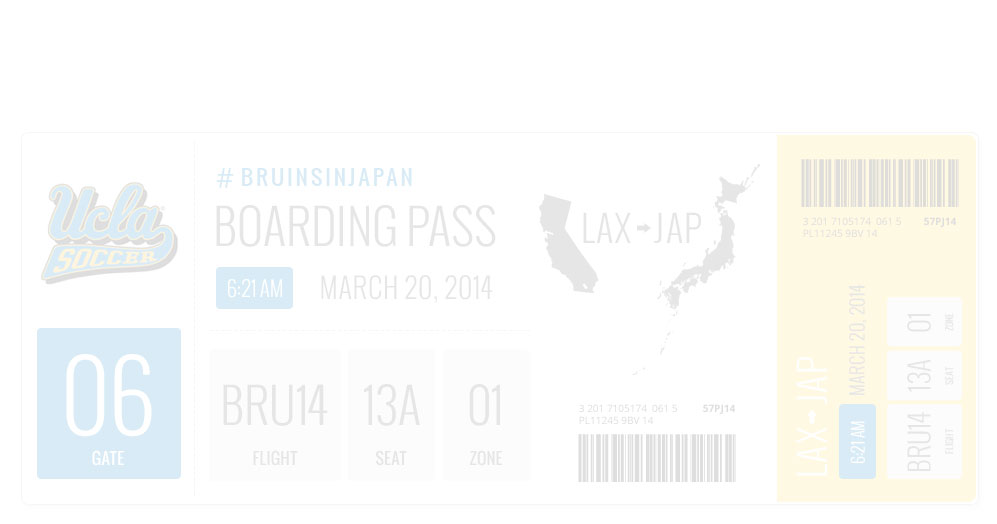 Ucla
SOCCER
06
GATE
#BRUINSINJAPAN
BOARDING PASS
6:21 AM
MARCH 20, 2014
BRU14
FLIGHT
13A
SEAT
01
ZONE
LAX JAP
3 201 7105174 061 5 57PJ14
PL11245 9BV 14
3 201 7105174 061 5 57PJ14
PL11245 9BV 14
LAX JAP
6:21 AM
MARCH 20, 2014
BRU14
FLIGHT
13A
SEAT
01
ZONE